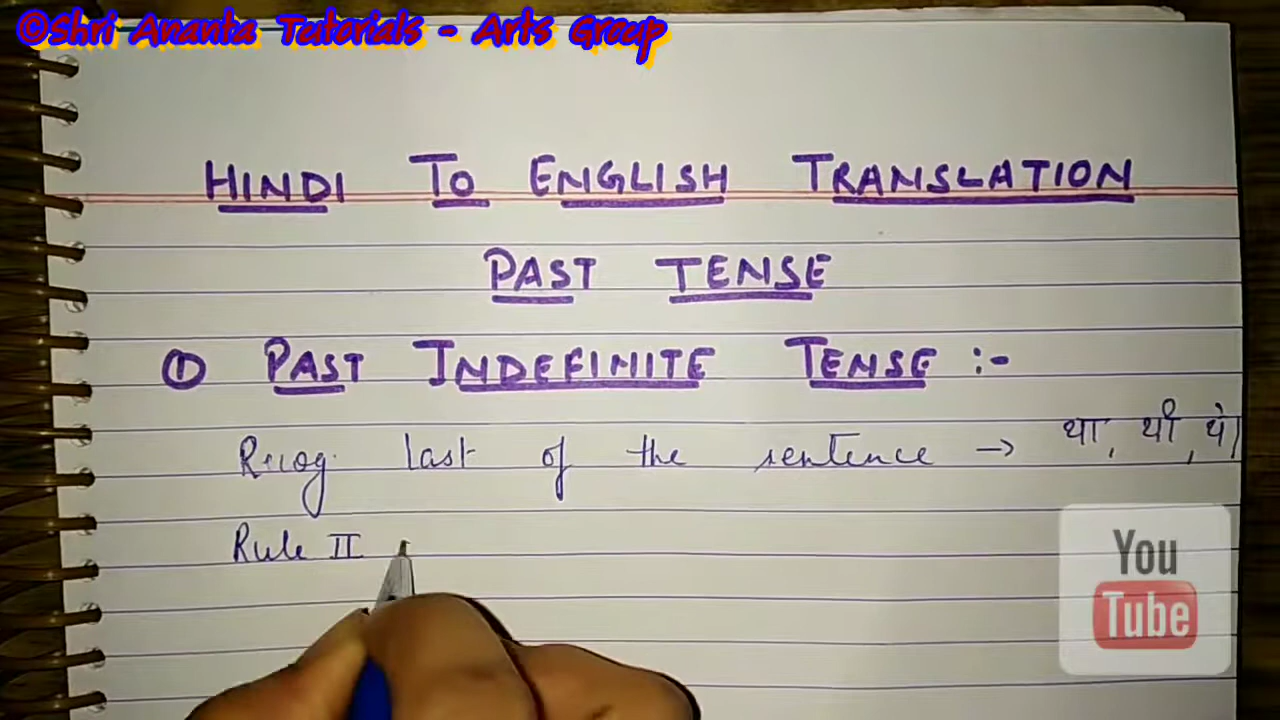 ©Shri Ananta Tutorials - Arts Group
HINDI TO ENGLISH TRANSLATION
PAST TENSE
① PAST INDEFINITE TENSE :-
Recog. last of the sentence → था, थी, थे।
Rule II
You
Tube